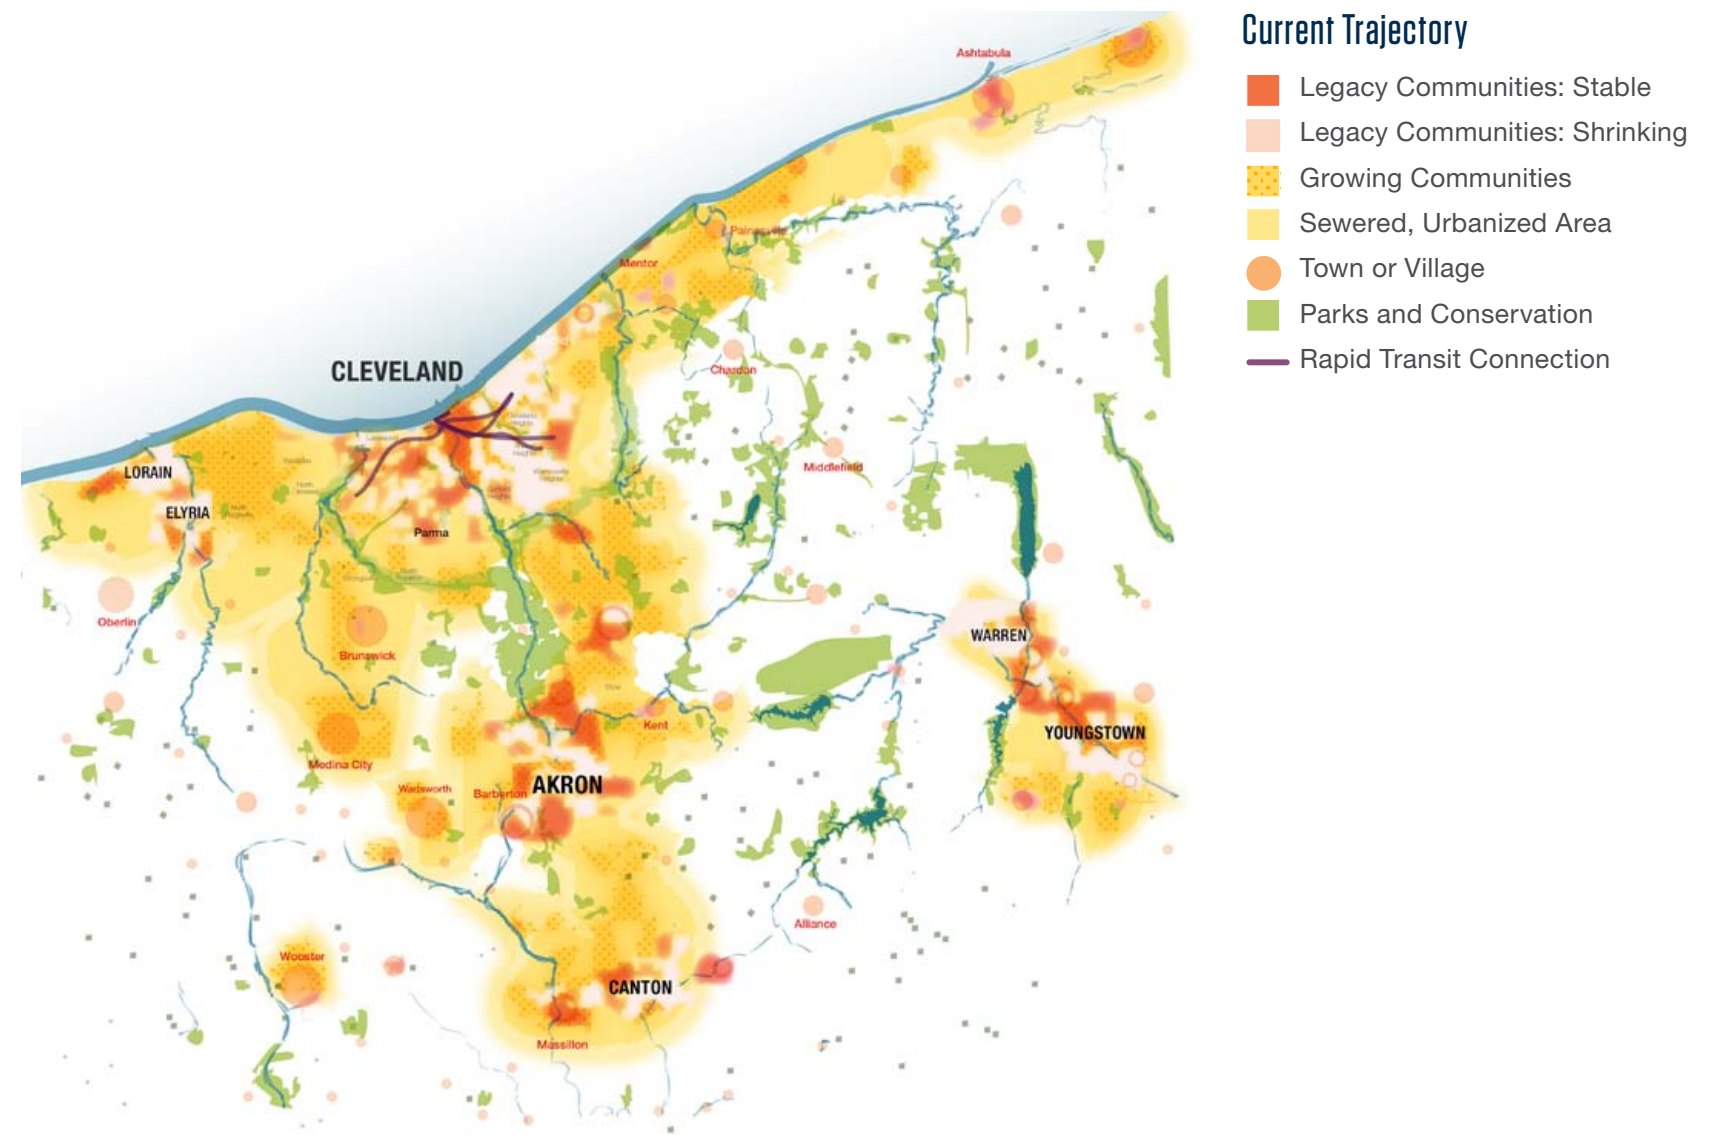 Current Trajectory
Legacy Communities: Stable
Legacy Communities: Shrinking
Growing Communities
Sewered, Urbanized Area
Town or Village
Parks and Conservation
Rapid Transit Connection
Ashtabula
Painesville
Mentor
CLEVELAND
Chardon
LORAIN
Middlefield
ELYRIA
Parma
Oberlin
WARREN
Brunswick
Kent
YOUNGSTOWN
Medina City
Wadsworth
Barberton
AKRON
Alliance
Wooster
CANTON
Massillon